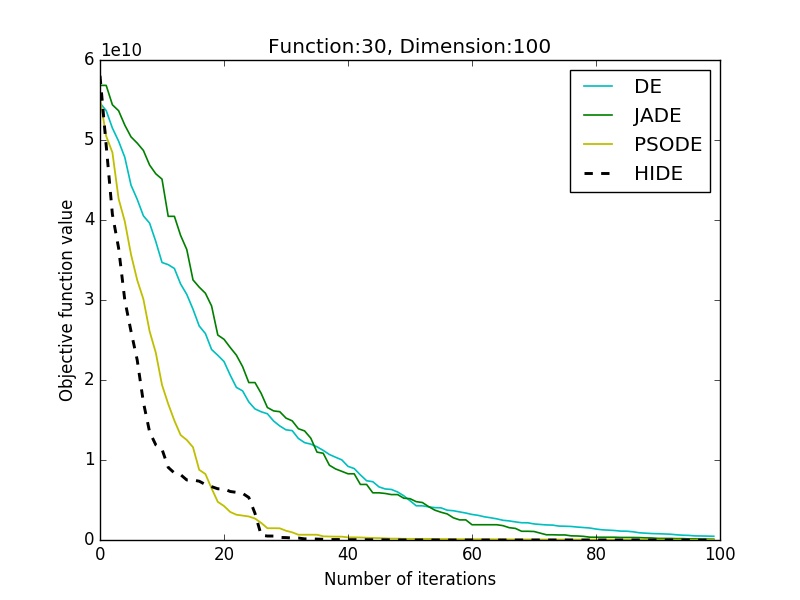 Function:30, Dimension:100
1e10
6
5
4
3
2
1
0
Objective function value
DE
JADE
PSODE
HIDE
0 20 40 60 80 100
Number of iterations